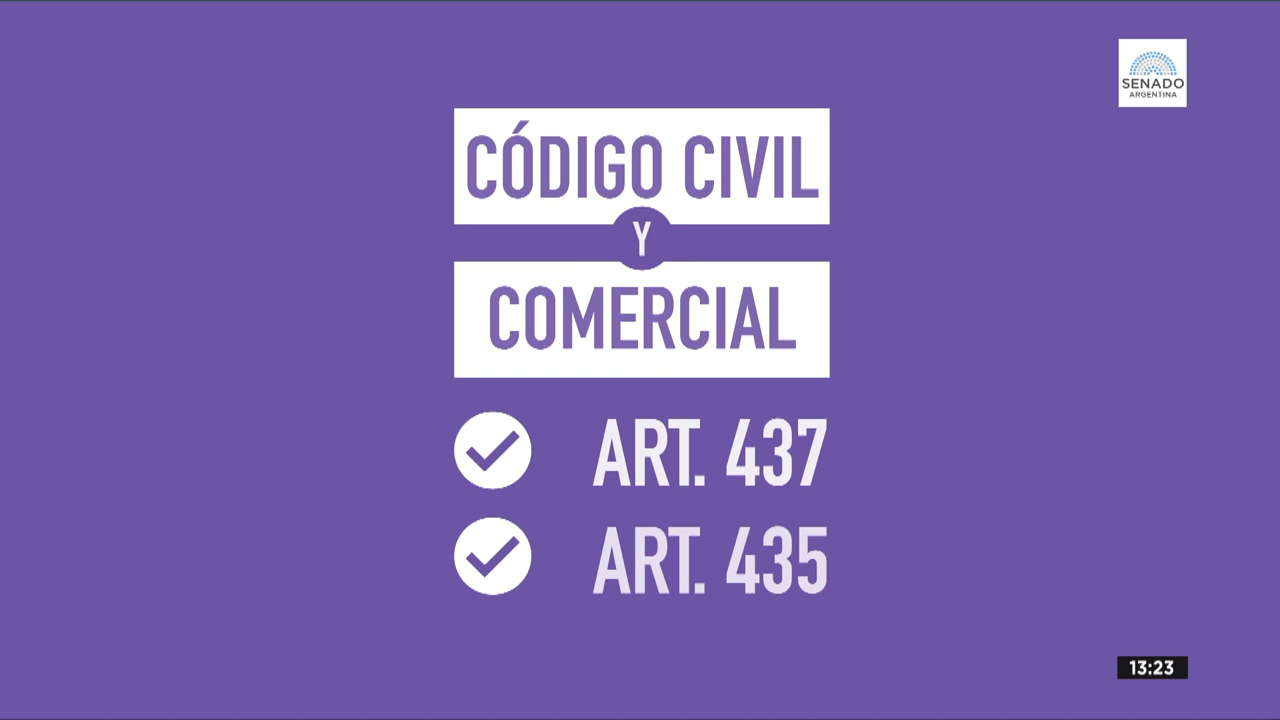 SENADO
ARGENTINA
CÓDIGO CIVIL
Y
COMERCIAL
ART. 437
ART. 435
13:23